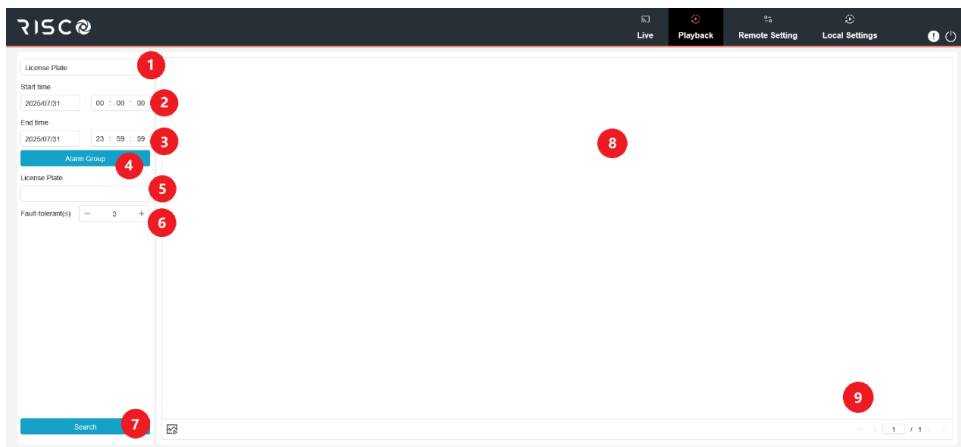 RISCO
Live Playback Remote Setting Local Settings
License Plate 1
Start time
2025/07/31 00 : 00 : 00 2
End time
2025/07/31 23 : 59 : 59 3
Alarm Group 4
License Plate
5
Fault-tolerant(≤) − 3 + 6
Search 7
8
9
1 / 1